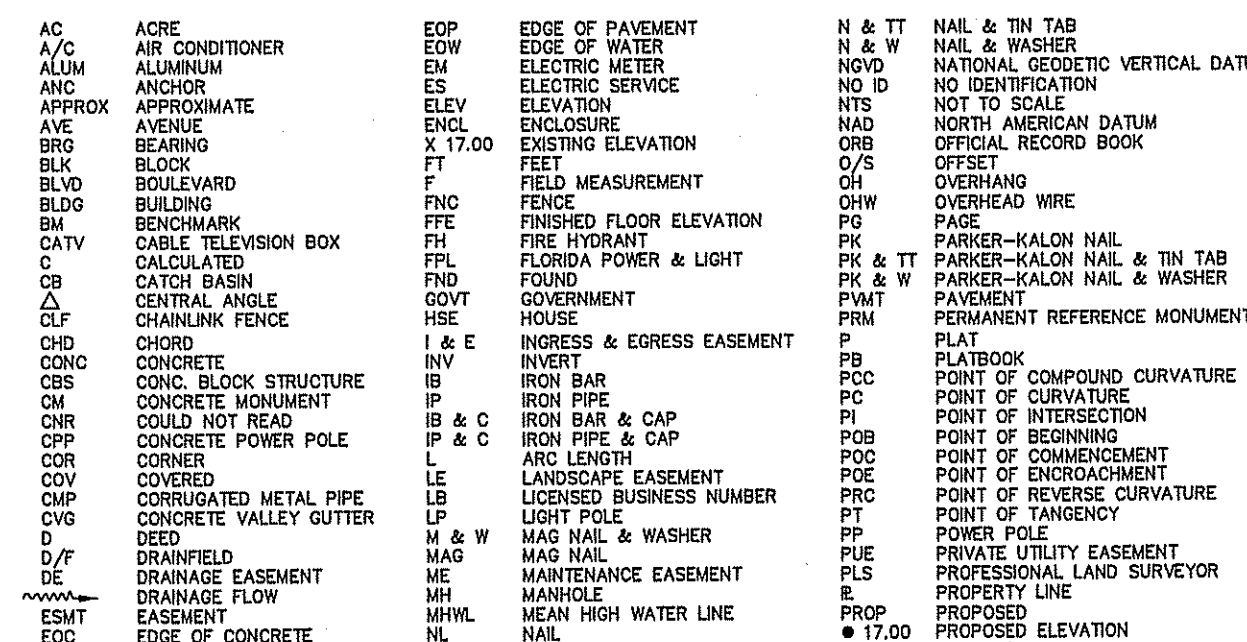 AC ACRE
A/C AIR CONDITIONER
ALUM ALUMINUM
ANC ANCHOR
APPROX APPROXIMATE
AVE AVENUE
BRG BEARING
BLK BLOCK
BLVD BOULEVARD
BLDG BUILDING
BM BENCHMARK
CATV CABLE TELEVISION BOX
C CALCULATED
CB CATCH BASIN
△ CENTRAL ANGLE
CLF CHAINLINK FENCE
CHD CHORD
CONC CONCRETE
CBS CONC. BLOCK STRUCTURE
CM CONCRETE MONUMENT
CNR COULD NOT READ
CPP CONCRETE POWER POLE
COR CORNER
COV COVERED
CMP CORRUGATED METAL PIPE
CVG CONCRETE VALLEY GUTTER
D DEED
D/F DRAINFIELD
DE DRAINAGE EASEMENT
DRAINAGE FLOW
ESMT EASEMENT
EOC EDGE OF CONCRETE
EOP EDGE OF PAVEMENT
EOW EDGE OF WATER
EM ELECTRIC METER
ES ELECTRIC SERVICE
ELEV ELEVATION
ENCL ENCLOSURE
X 17.00 EXISTING ELEVATION
FT FEET
F FIELD MEASUREMENT
FNC FENCE
FFE FINISHED FLOOR ELEVATION
FH FIRE HYDRANT
FPL FLORIDA POWER & LIGHT
FND FOUND
GOVT GOVERNMENT
HSE HOUSE
I & E INGRESS & EGRESS EASEMENT
INV INVERT
IB IRON BAR
IP IRON PIPE
IB & C IRON BAR & CAP
IP & C IRON PIPE & CAP
L ARC LENGTH
LE LANDSCAPE EASEMENT
LB LICENSED BUSINESS NUMBER
LP LIGHT POLE
M & W MAG NAIL & WASHER
MAG MAG NAIL
ME MAINTENANCE EASEMENT
MH MANHOLE
MHWL MEAN HIGH WATER LINE
NL NAIL
N & TT NAIL & TIN TAB
N & W NAIL & WASHER
NGVD NATIONAL GEODETIC VERTICAL DATU
NO ID NO IDENTIFICATION
NTS NOT TO SCALE
NAD NORTH AMERICAN DATUM
ORB OFFICIAL RECORD BOOK
O/S OFFSET
OH OVERHANG
OHW OVERHEAD WIRE
PG PAGE
PK PARKER-KALON NAIL
PK & TT PARKER-KALON NAIL & TIN TAB
PK & W PARKER-KALON NAIL & WASHER
PVMT PAVEMENT
PRM PERMANENT REFERENCE MONUMENT
P PLAT
PB PLATBOOK
PCC POINT OF COMPOUND CURVATURE
PC POINT OF CURVATURE
PI POINT OF INTERSECTION
POB POINT OF BEGINNING
POC POINT OF COMMENCEMENT
POE POINT OF ENCROACHMENT
PRC POINT OF REVERSE CURVATURE
PT POINT OF TANGENCY
PP POWER POLE
PUE PRIVATE UTILITY EASEMENT
PLS PROFESSIONAL LAND SURVEYOR
PL PROPERTY LINE
PROP PROPOSED
● 17.00 PROPOSED ELEVATION